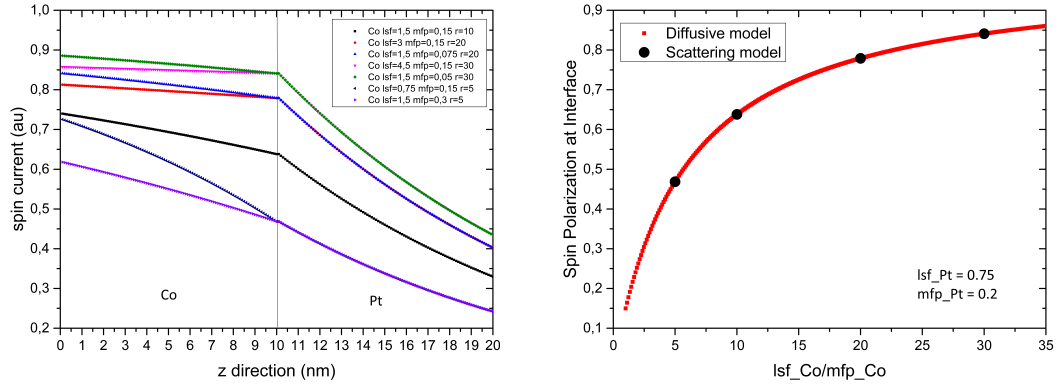 spin current (au)
1,0
0,9
0,8
0,7
0,6
0,5
0,4
0,3
0,2
Co lsf=1,5 mfp=0,15 r=10
Co lsf=3 mfp=0,15 r=20
Co lsf=1,5 mfp=0,075 r=20
Co lsf=4,5 mfp=0,15 r=30
Co lsf=1,5 mfp=0,05 r=30
Co lsf=0,75 mfp=0,15 r=5
Co lsf=1,5 mfp=0,3 r=5
Co
Pt
0 1 2 3 4 5 6 7 8 9 10 11 12 13 14 15 16 17 18 19 20
z direction (nm)
Spin Polarization at Interface
0,9
0,8
0,7
0,6
0,5
0,4
0,3
0,2
0,1
Diffusive model
Scattering model
lsf_Pt = 0.75
mfp_Pt = 0.2
0 5 10 15 20 25 30 35
lsf_Co/mfp_Co